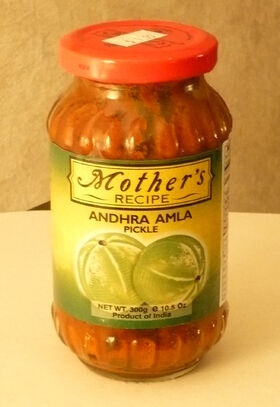 Mother's
RECIPE
ANDHRA AMLA
PICKLE
NET WT. 300g e 10.5 Oz.
Product of India